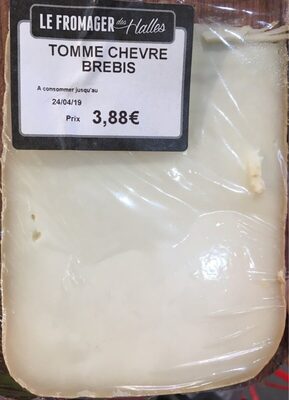 LE FROMAGER des Halles
TOMME CHEVRE
BREBIS
A consommer jusqu'au
24/04/19
Prix 3,88€